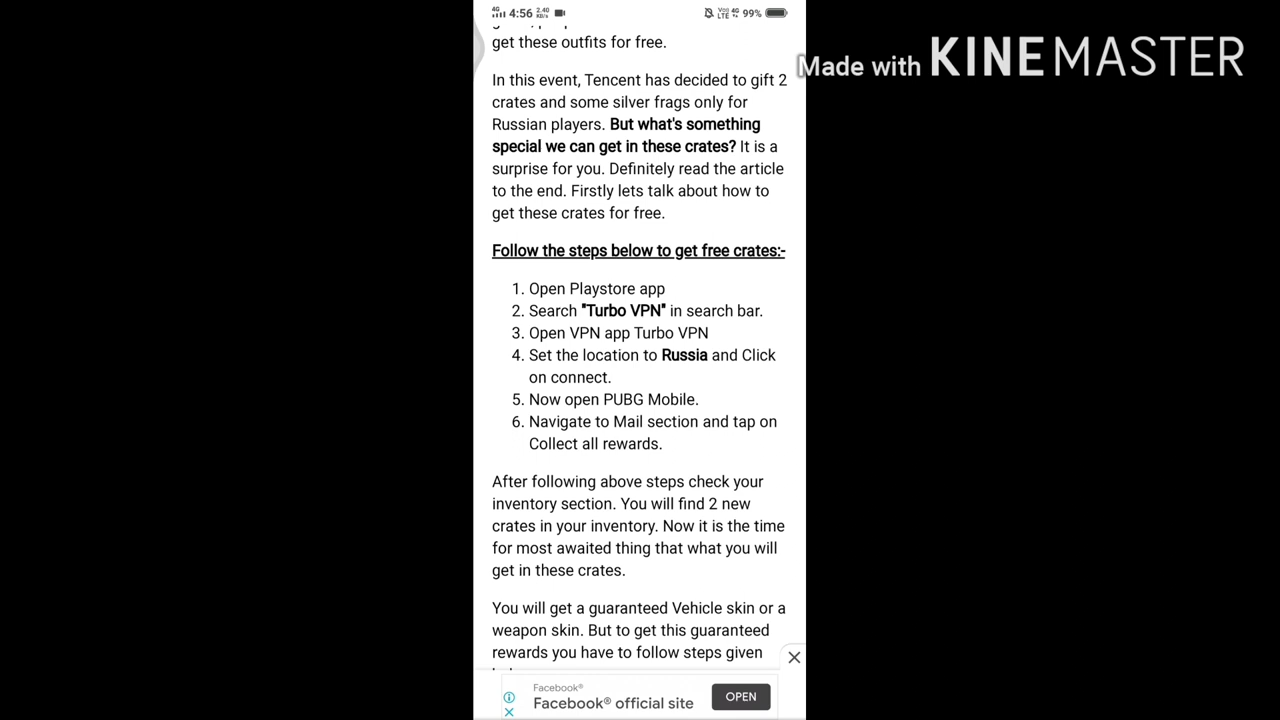 4G 4:56 2.40 KB/s VoD LTE 4G 99%
Made with KINEMASTER
get these outfits for free.
In this event, Tencent has decided to gift 2
crates and some silver frags only for
Russian players. But what's something
special we can get in these crates? It is a
surprise for you. Definitely read the article
to the end. Firstly lets talk about how to
get these crates for free.
Follow the steps below to get free crates:-
1. Open Playstore app
2. Search "Turbo VPN" in search bar.
3. Open VPN app Turbo VPN
4. Set the location to Russia and Click
on connect.
5. Now open PUBG Mobile.
6. Navigate to Mail section and tap on
Collect all rewards.
After following above steps check your
inventory section. You will find 2 new
crates in your inventory. Now it is the time
for most awaited thing that what you will
get in these crates.
You will get a guaranteed Vehicle skin or a
weapon skin. But to get this guaranteed
rewards you have to follow steps given
Facebook®
Facebook® official site
OPEN